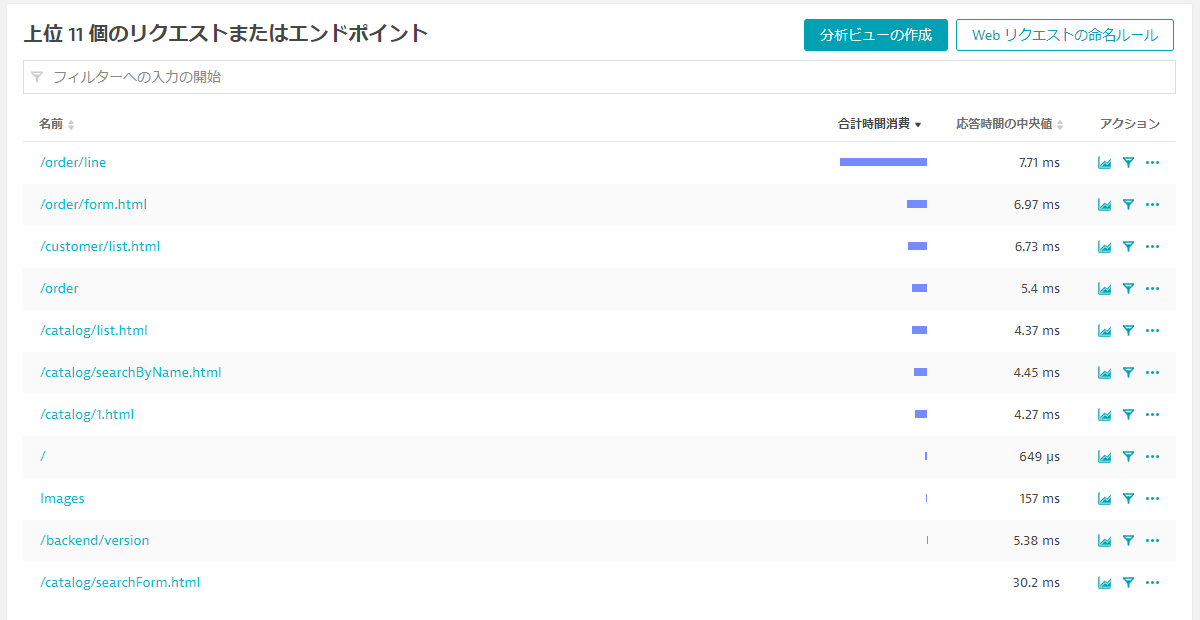 上位 11 個のリクエストまたはエンドポイント
分析ビューの作成 Web リクエストの命名ルール
フィルターへの入力の開始
名前 合計時間消費 応答時間の中央値 アクション
/order/line 7.71 ms
/order/form.html 6.97 ms
/customer/list.html 6.73 ms
/order 5.4 ms
/catalog/list.html 4.37 ms
/catalog/searchByName.html 4.45 ms
/catalog/1.html 4.27 ms
/ 649 µs
Images 157 ms
/backend/version 5.38 ms
/catalog/searchForm.html 30.2 ms